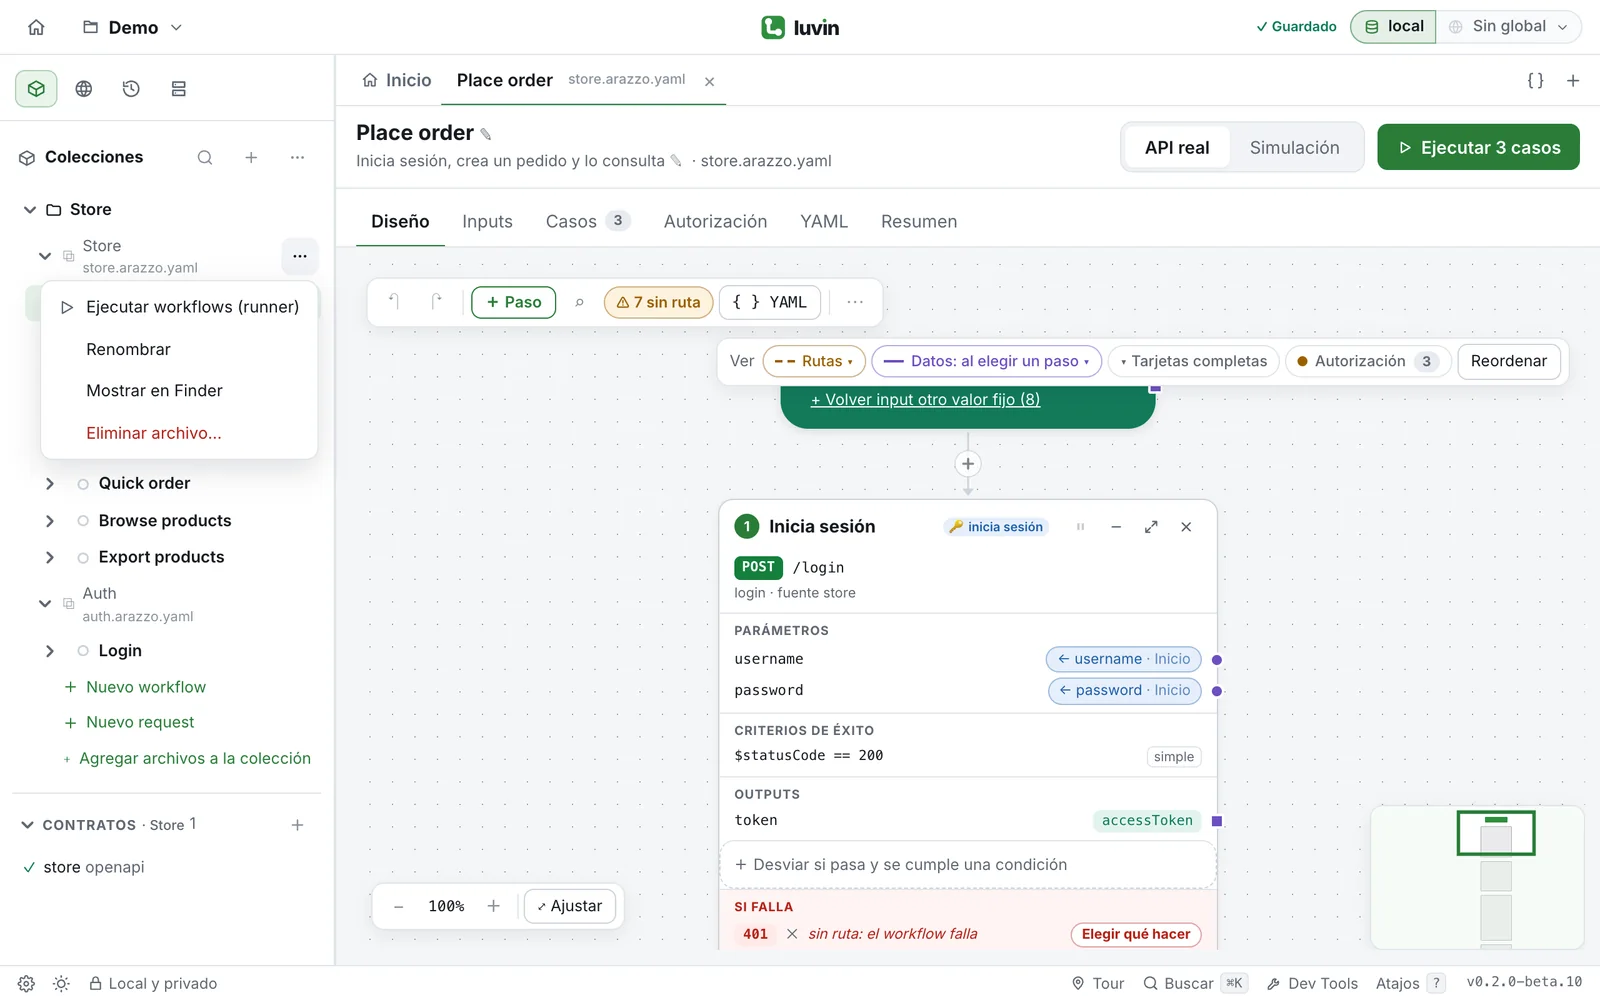 Demo
luvin
Guardado
local
Sin global
Inicio
Place order store.arazzo.yaml
Colecciones
Place order
Inicia sesión, crea un pedido y lo consulta · store.arazzo.yaml
API real
Simulación
Ejecutar 3 casos
Store
Store
store.arazzo.yaml
Diseño
Inputs
Casos 3
Autorización
YAML
Resumen
Ejecutar workflows (runner)
Renombrar
Mostrar en Finder
Eliminar archivo...
+ Paso
7 sin ruta
{ } YAML
Ver
Rutas
Datos: al elegir un paso
Tarjetas completas
Autorización 3
Reordenar
+ Volver input otro valor fijo (8)
Quick order
Browse products
Export products
Auth
auth.arazzo.yaml
Login
+ Nuevo workflow
+ Nuevo request
+ Agregar archivos a la colección
CONTRATOS · Store 1
store openapi
1 Inicia sesión
inicia sesión
POST /login
login · fuente store
PARÁMETROS
username
← username · Inicio
password
← password · Inicio
CRITERIOS DE ÉXITO
$statusCode == 200
simple
OUTPUTS
token
accessToken
+ Desviar si pasa y se cumple una condición
SI FALLA
401 × sin ruta: el workflow falla
Elegir qué hacer
− 100% +
Ajustar
Local y privado
Tour
Buscar ⌘K
Dev Tools
Atajos ?
v0.2.0-beta.10